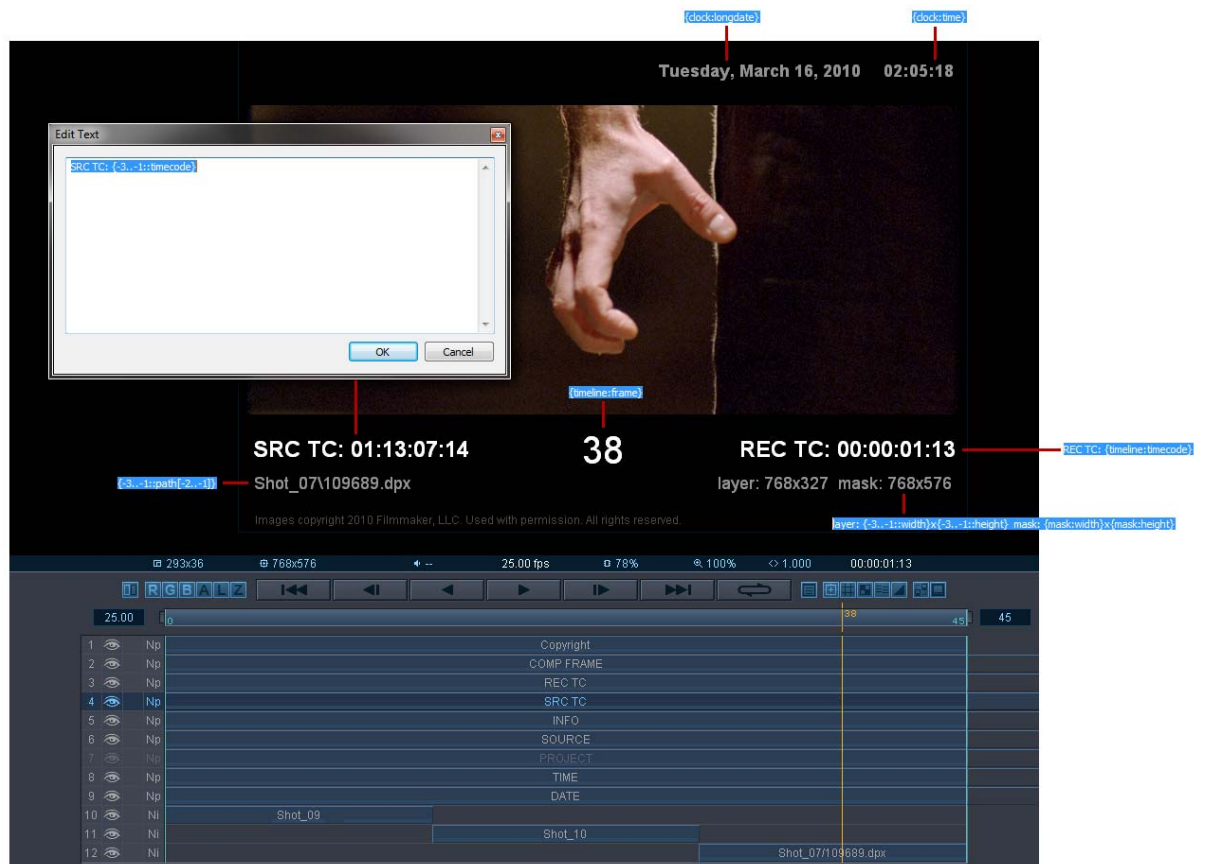 {clock:longdate} {clock:time}
Tuesday, March 16, 2010 02:05:18
Edit Text
SRC TC: {-3..-1::timecode}
OK Cancel
{timeline:frame}
SRC TC: 01:13:07:14 38 REC TC: 00:00:01:13
REC TC: {timeline:timecode}
{-3..-1::path[-2..-1]} Shot_07\109689.dpx layer: 768x327 mask: 768x576
Images copyright 2010 Filmmaker, LLC. Used with permission. All rights reserved.
layer: {-3..-1::width}x{-3..-1::height} mask: {mask:width}x{mask:height}
293x36 768x576 -- 25.00 fps 78% 100% <> 1.000 00:00:01:13
R G B A L Z
25.00 0 38 45 45
1 Np Copyright
2 Np COMP FRAME
3 Np REC TC
4 Np SRC TC
5 Np INFO
6 Np SOURCE
7 Np PROJECT
8 Np TIME
9 Np DATE
10 Ni Shot_09
11 Ni Shot_10
12 Ni Shot_07/109689.dpx